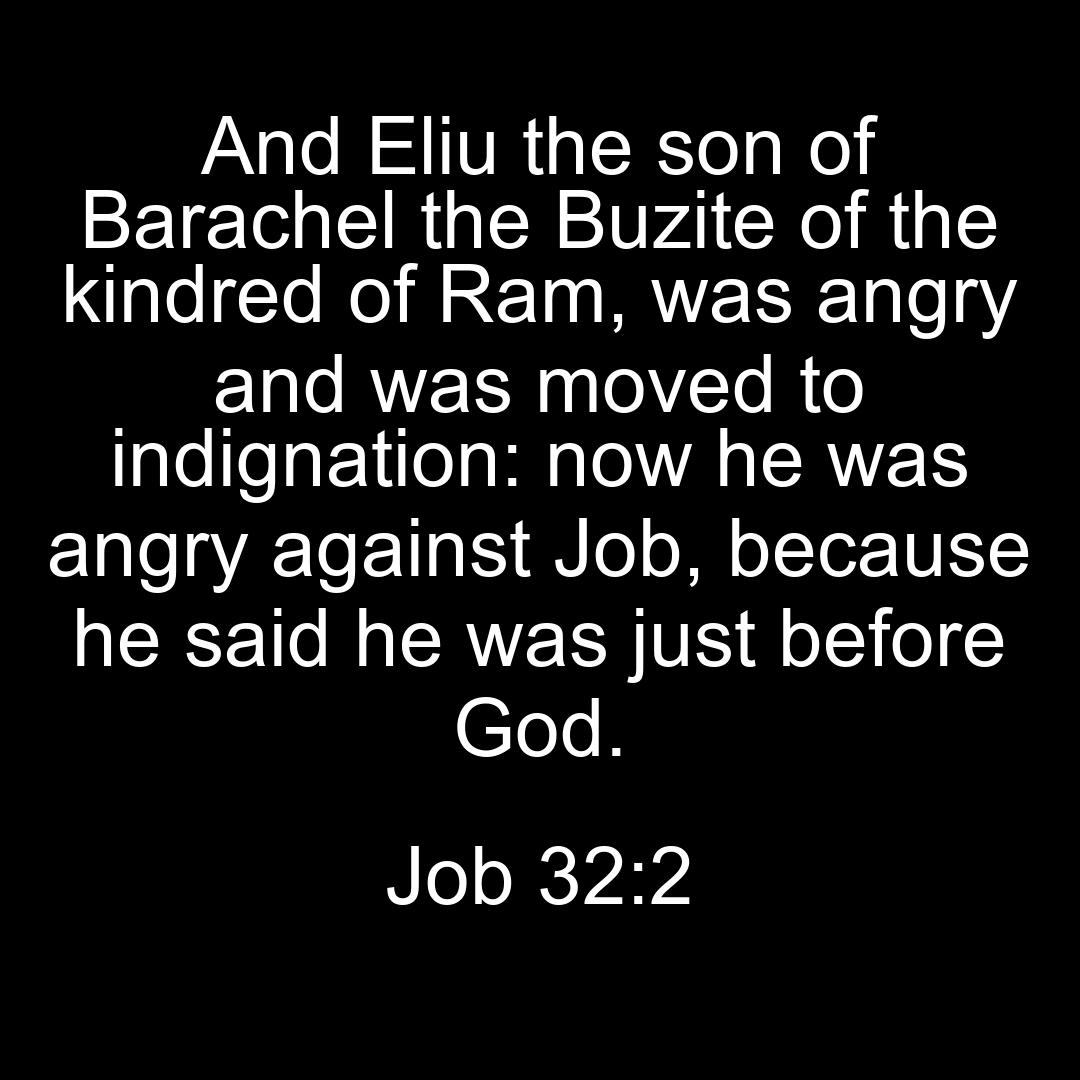 And Eliu the son of
Barachel the Buzite of the
kindred of Ram, was angry
and was moved to
indignation: now he was
angry against Job, because
he said he was just before
God.
Job 32:2